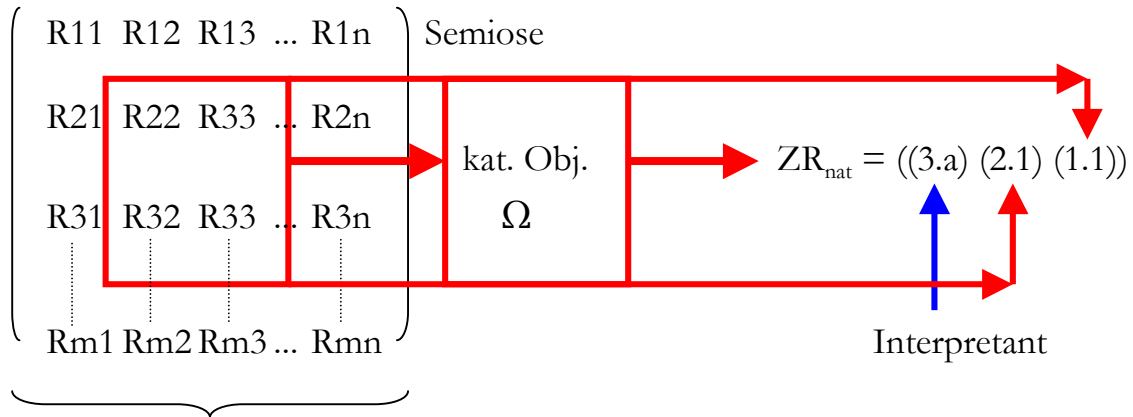 R11 R12 R13 ... R1n Semiose
R21 R22 R33 ... R2n
kat. Obj. ZRnat = ((3.a) (2.1) (1.1))
R31 R32 R33 ... R3n Ω
Rm1 Rm2 Rm3 ... Rmn Interpretant